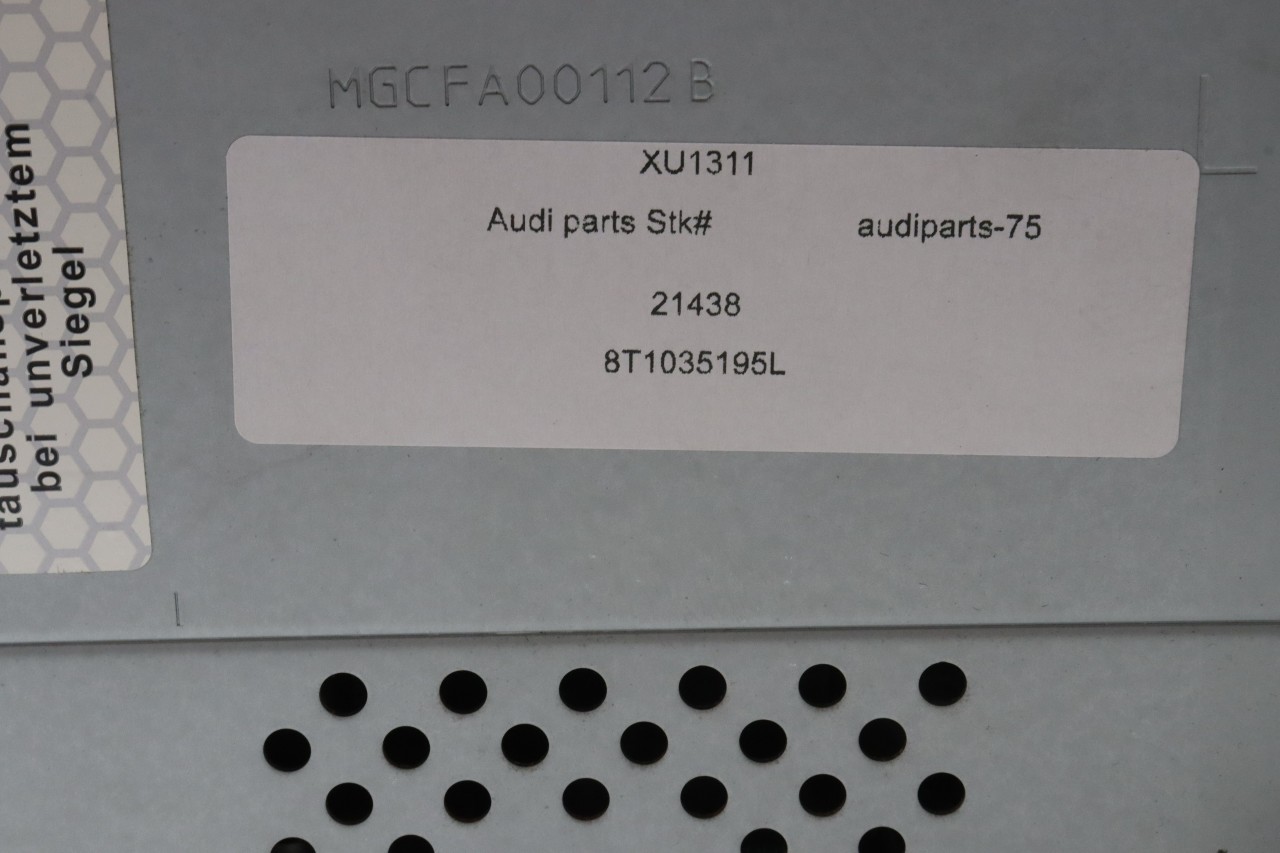 MGCFA00112 B
XU1311
Audi parts Stk# audiparts-75
21438
8T1035195L
bei unverletztem
Siegel